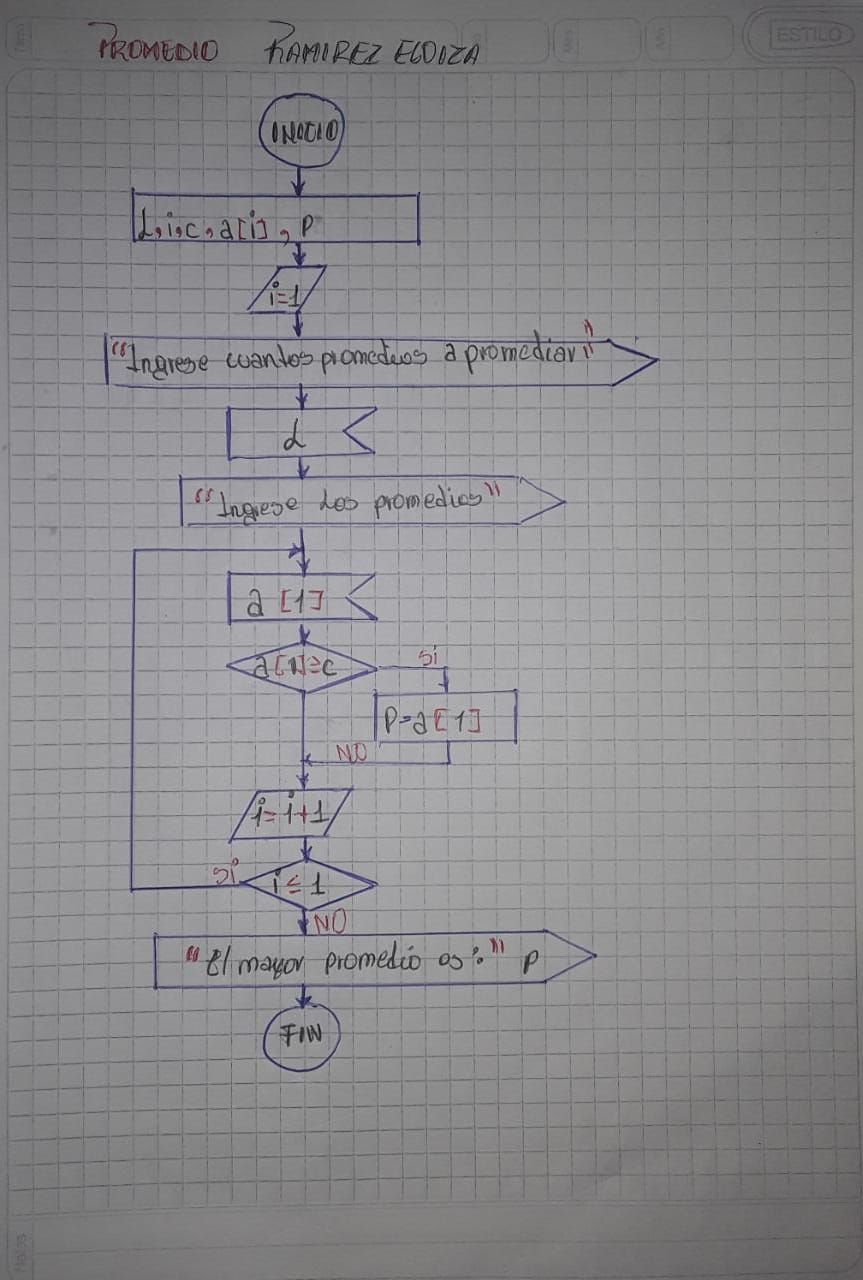 PROMEDIO RAMIREZ ELOIZA
ESTILO
INICIO
L, i, c, a[i], P
i=1
"Ingrese cuantos promedios a promediar"
L
"Ingrese Los promedios"
a [1]
a[1]≥c
Si
P=a[1]
NO
i=i+1
Si
i≤1
NO
"El mayor promedio es:" P
FIN